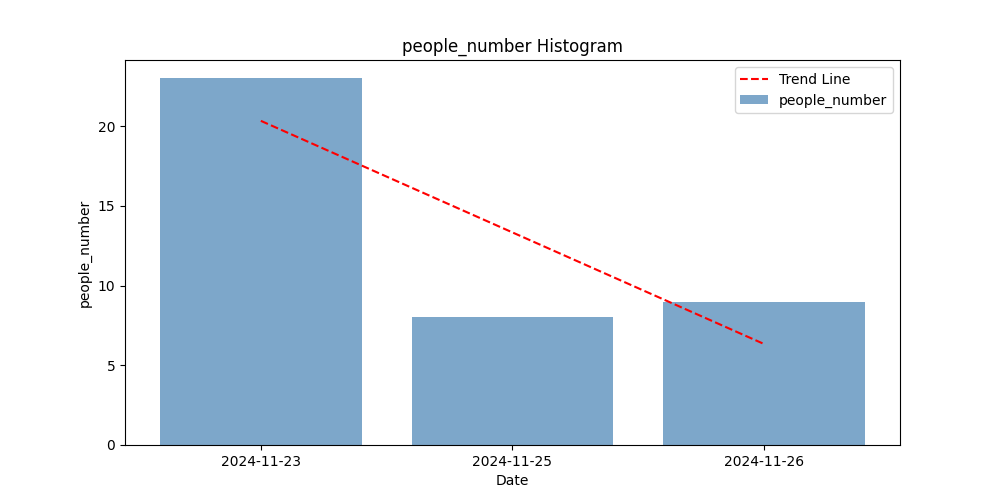 people_number Histogram
Trend Line
people_number
people_number
20
15
10
5
0
2024-11-23
2024-11-25
2024-11-26
Date